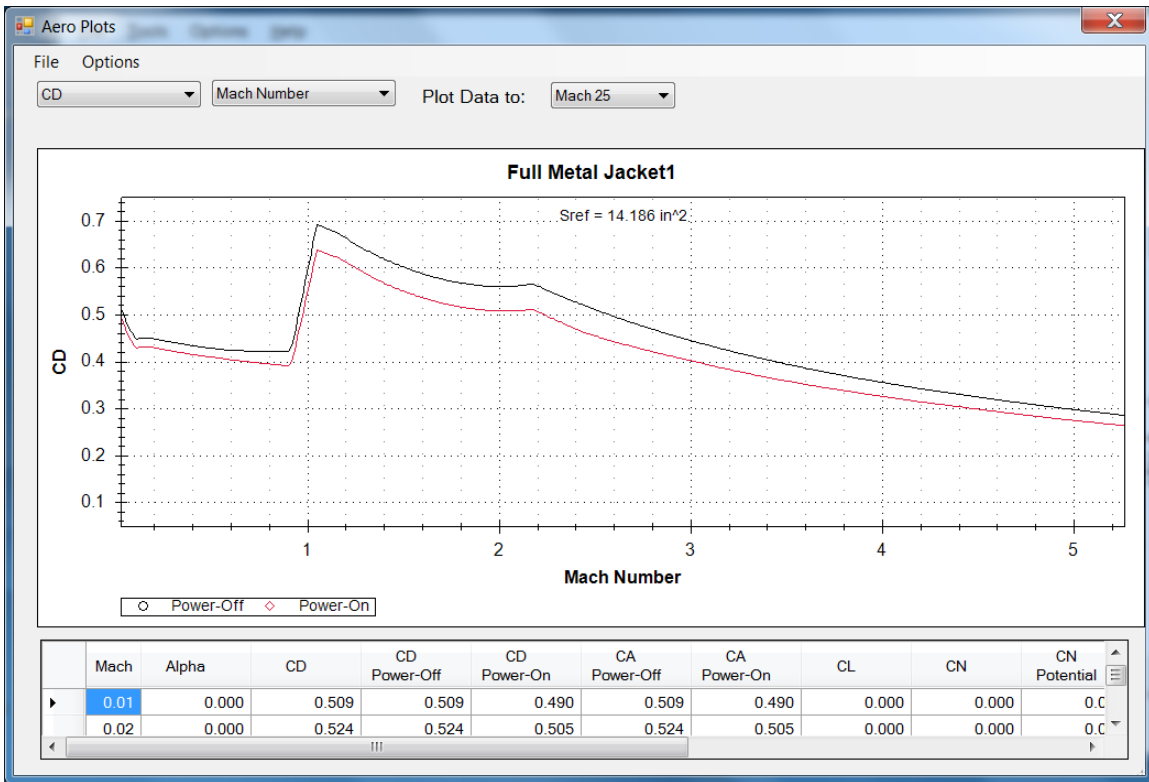 Aero Plots
Tools Options Help
File Options
CD Mach Number Plot Data to: Mach 25
Full Metal Jacket1
Sref = 14.186 in^2
0.7
0.6
0.5
0.4
0.3
0.2
0.1
CD
1 2 3 4 5
Mach Number
Power-Off Power-On
Mach Alpha CD CD Power-Off CD Power-On CA Power-Off CA Power-On CL CN CN Potential
0.01 0.000 0.509 0.509 0.490 0.509 0.490 0.000 0.000
0.02 0.000 0.524 0.524 0.505 0.524 0.505 0.000 0.000